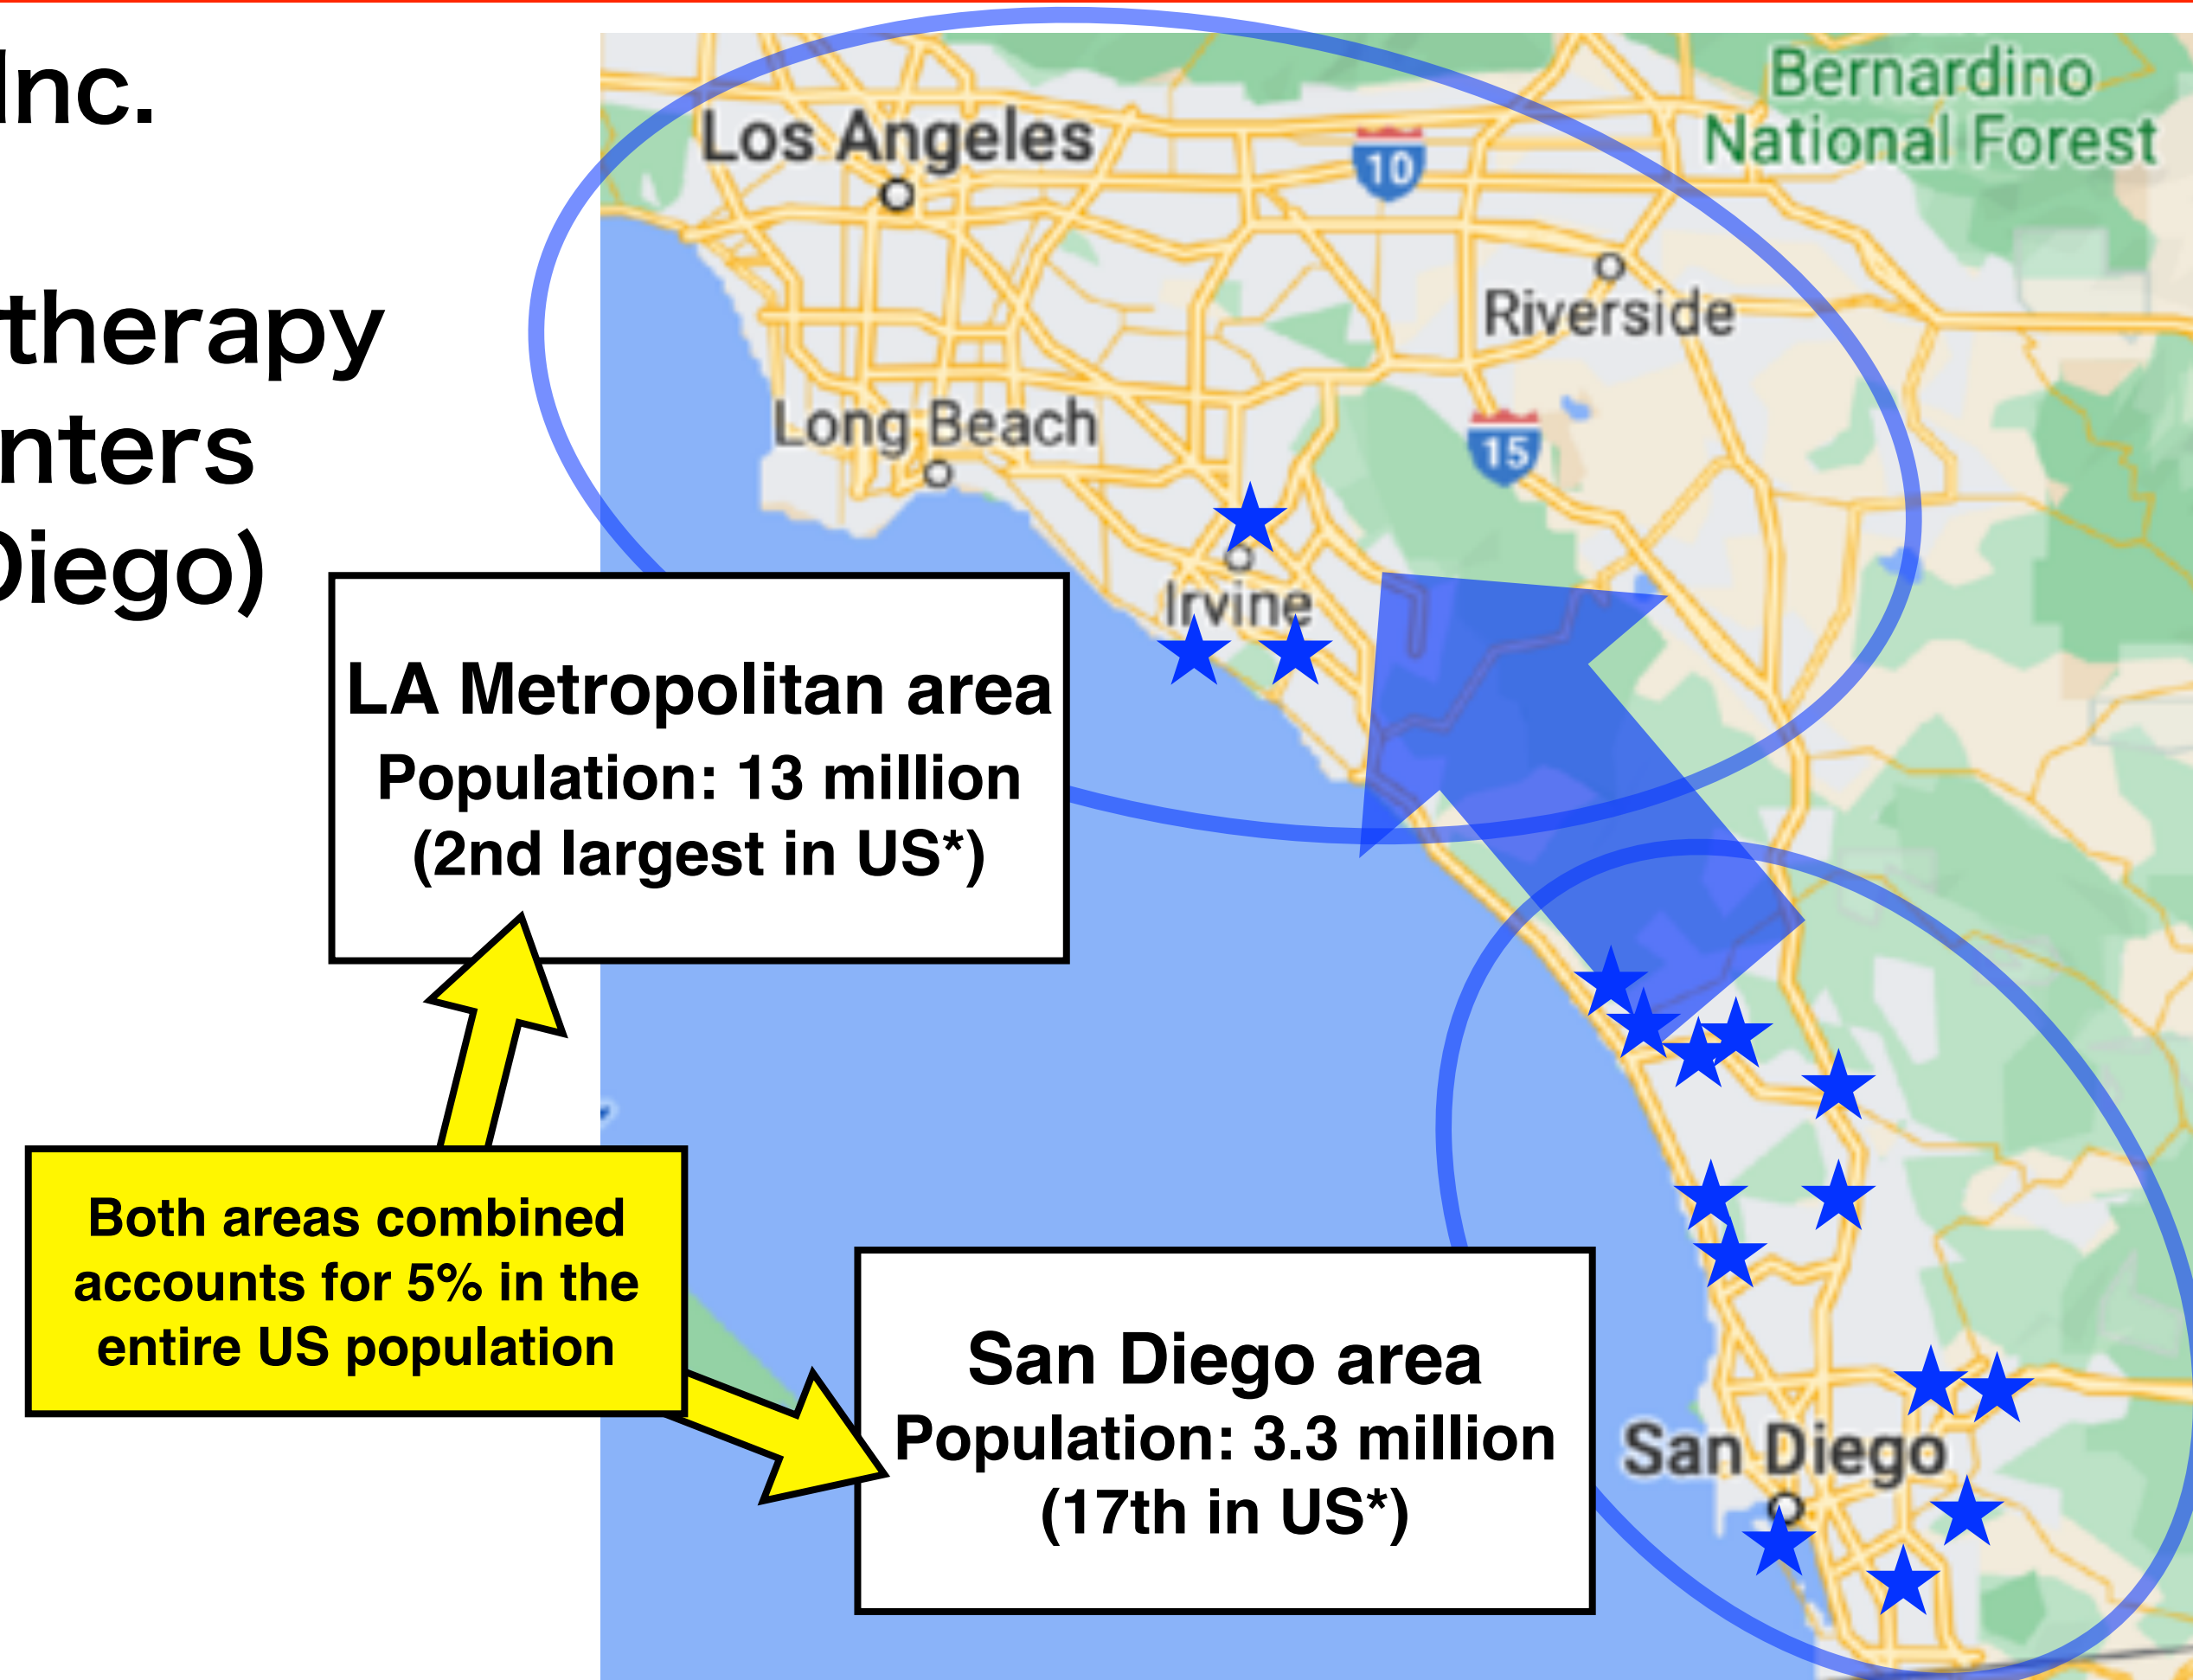 Inc.
therapy
nters
Diego)
Bernardino
National Forest
Los Angeles
10
Riverside
Long Beach
15
Irvine
LA Metropolitan area
Population: 13 million
(2nd largest in US*)
Both areas combined
accounts for 5% in the
entire US population
San Diego area
Population: 3.3 million
(17th in US*)
San Diego